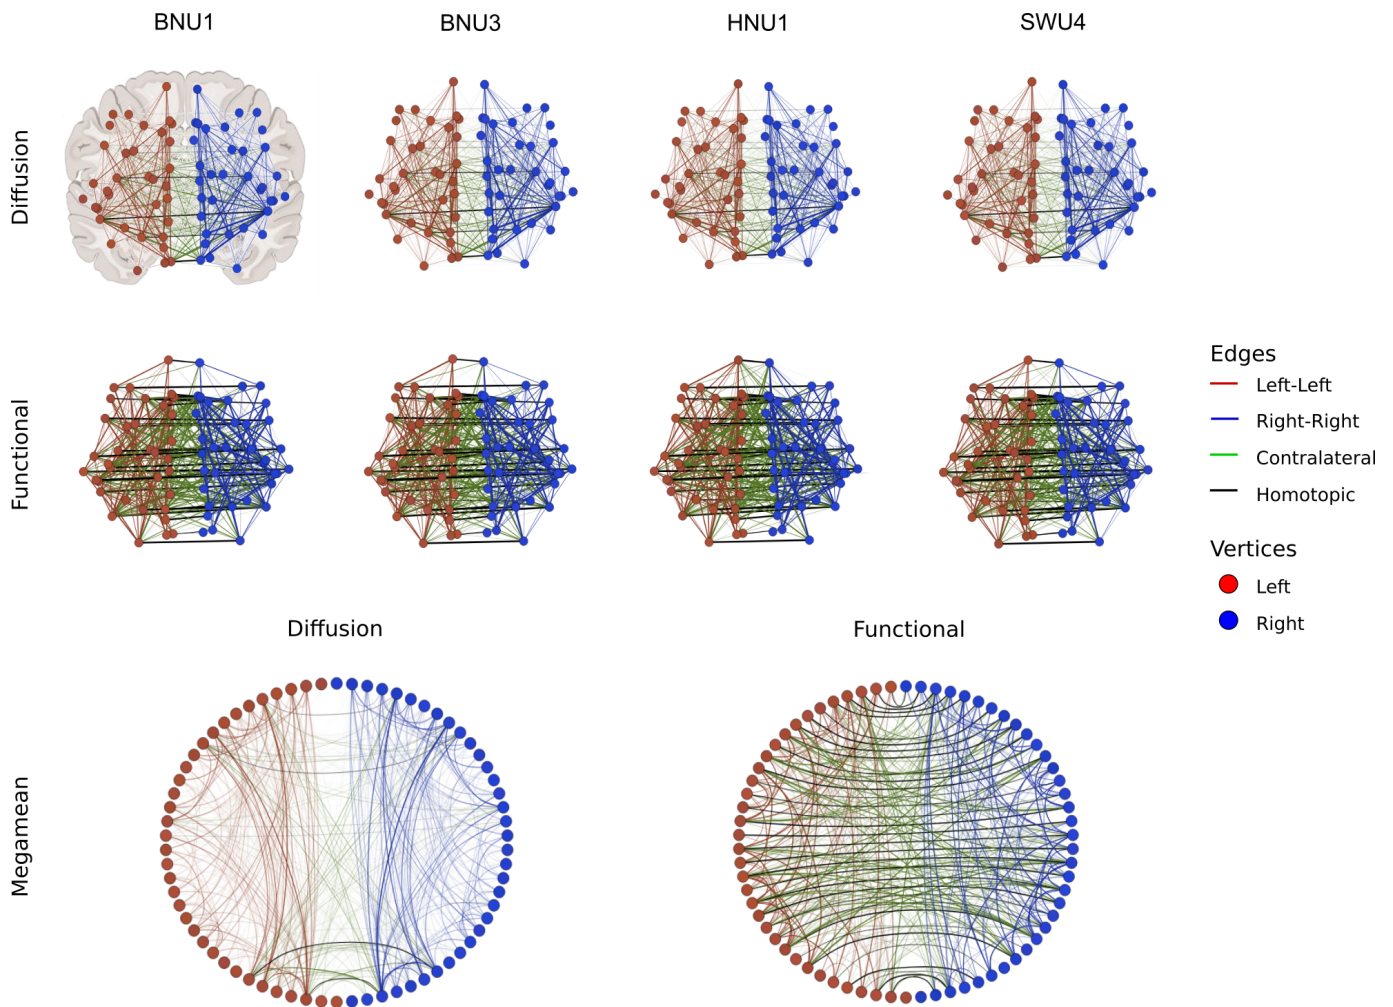 BNU1
BNU3
HNU1
SWU4
Diffusion
Functional
Edges
Left-Left
Right-Right
Contralateral
Homotopic
Vertices
Left
Right
Diffusion
Functional
Megamean